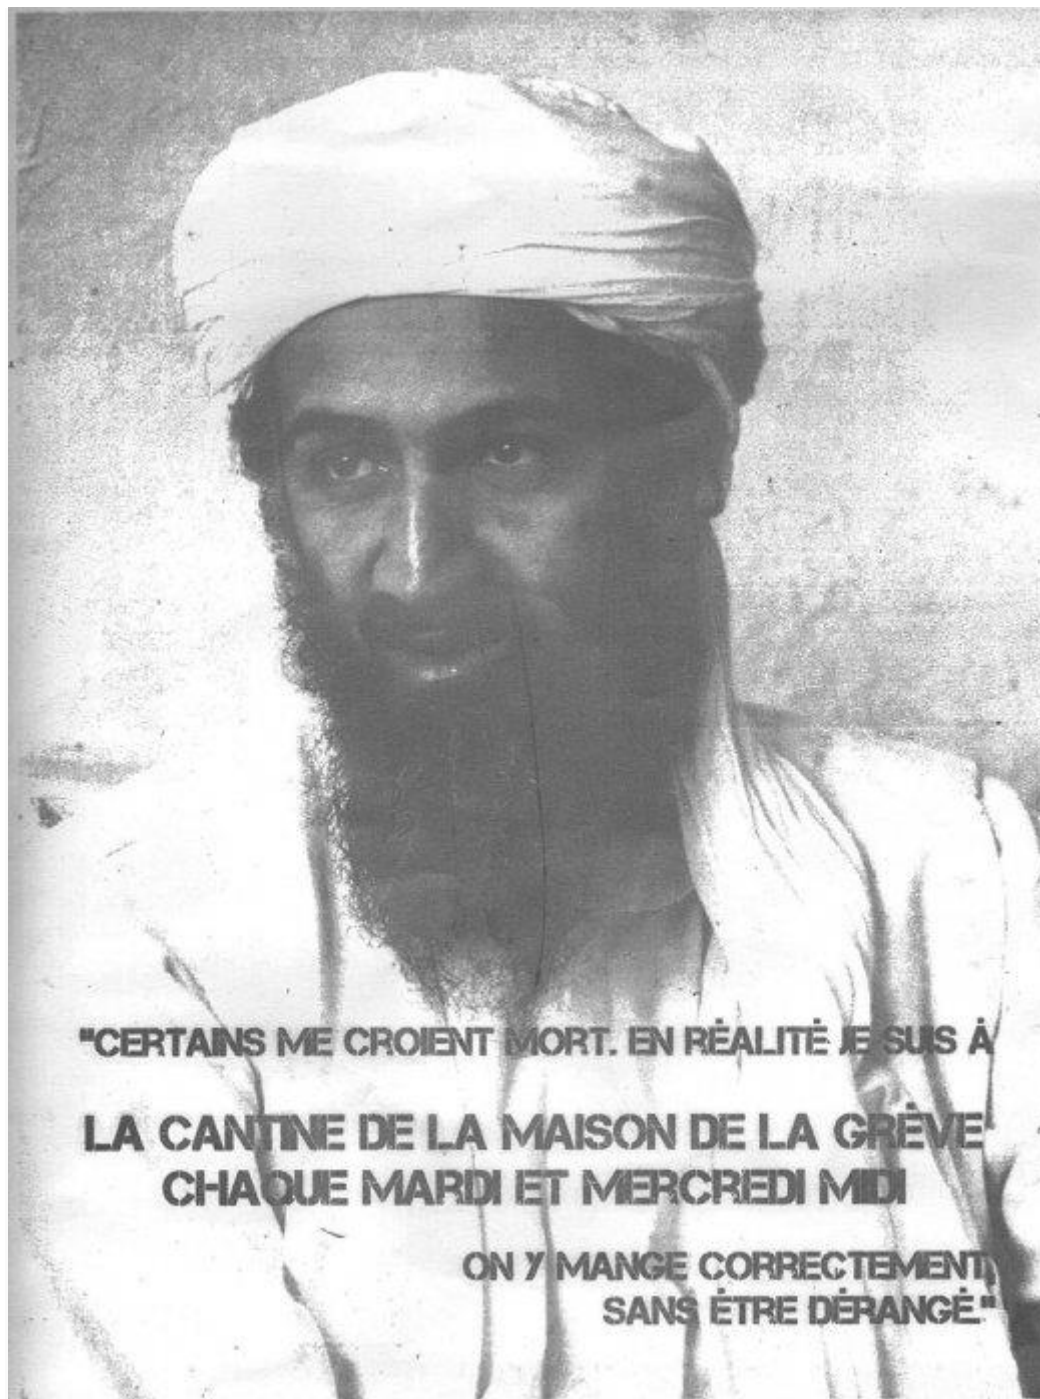 "CERTAINS ME CROIENT MORT. EN RÉALITÉ JE SUIS À
LA CANTINE DE LA MAISON DE LA GRÈVE
CHAQUE MARDI ET MERCREDI MIDI
ON Y MANGE CORRECTEMENT,
SANS ÊTRE DÉRANGÉ."